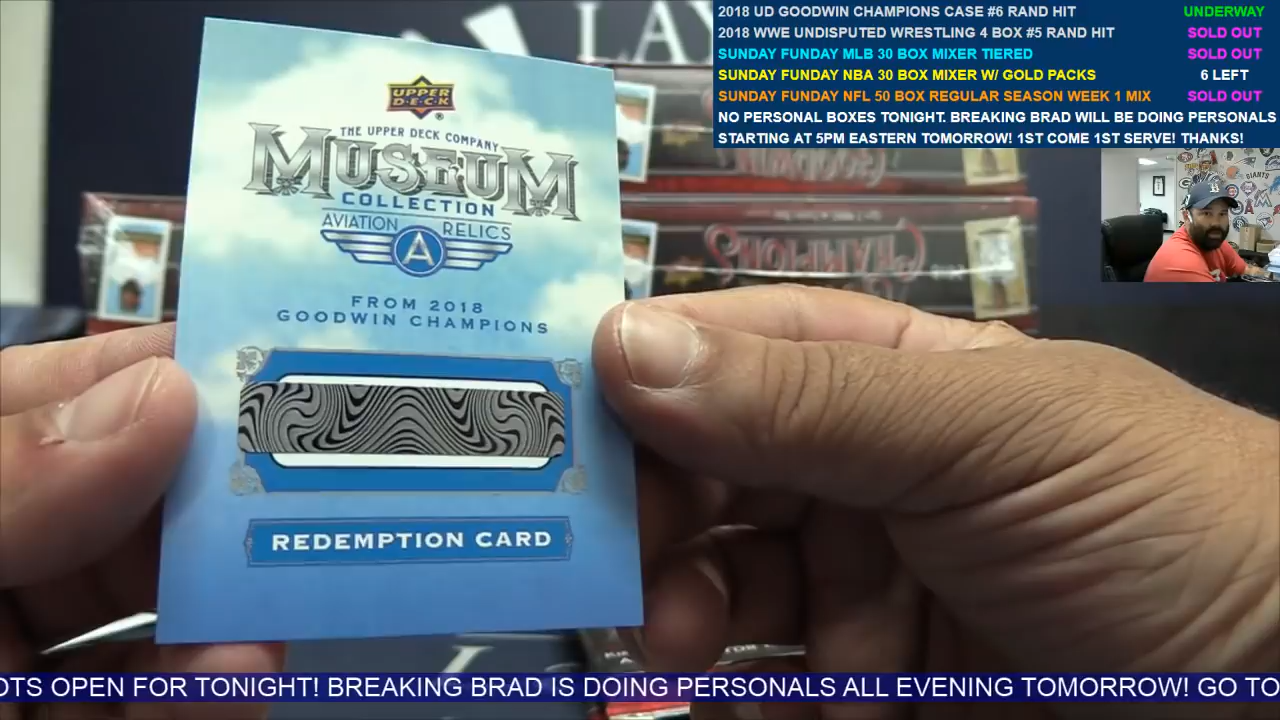 2018 UD GOODWIN CHAMPIONS CASE #6 RAND HIT UNDERWAY
2018 WWE UNDISPUTED WRESTLING 4 BOX #5 RAND HIT SOLD OUT
SUNDAY FUNDAY MLB 30 BOX MIXER TIERED SOLD OUT
SUNDAY FUNDAY NBA 30 BOX MIXER W/ GOLD PACKS 6 LEFT
SUNDAY FUNDAY NFL 50 BOX REGULAR SEASON WEEK 1 MIX SOLD OUT
NO PERSONAL BOXES TONIGHT. BREAKING BRAD WILL BE DOING PERSONALS
STARTING AT 5PM EASTERN TOMORROW! 1ST COME 1ST SERVE! THANKS!
LAY
GIANTS
UPPER
D·E·C·K
THE UPPER DECK COMPANY
MUSEUM
COLLECTION
AVIATION RELICS
A
FROM 2018
GOODWIN CHAMPIONS
REDEMPTION CARD
CHAMPIONS
OTS OPEN FOR TONIGHT! BREAKING BRAD IS DOING PERSONALS ALL EVENING TOMORROW! GO TO